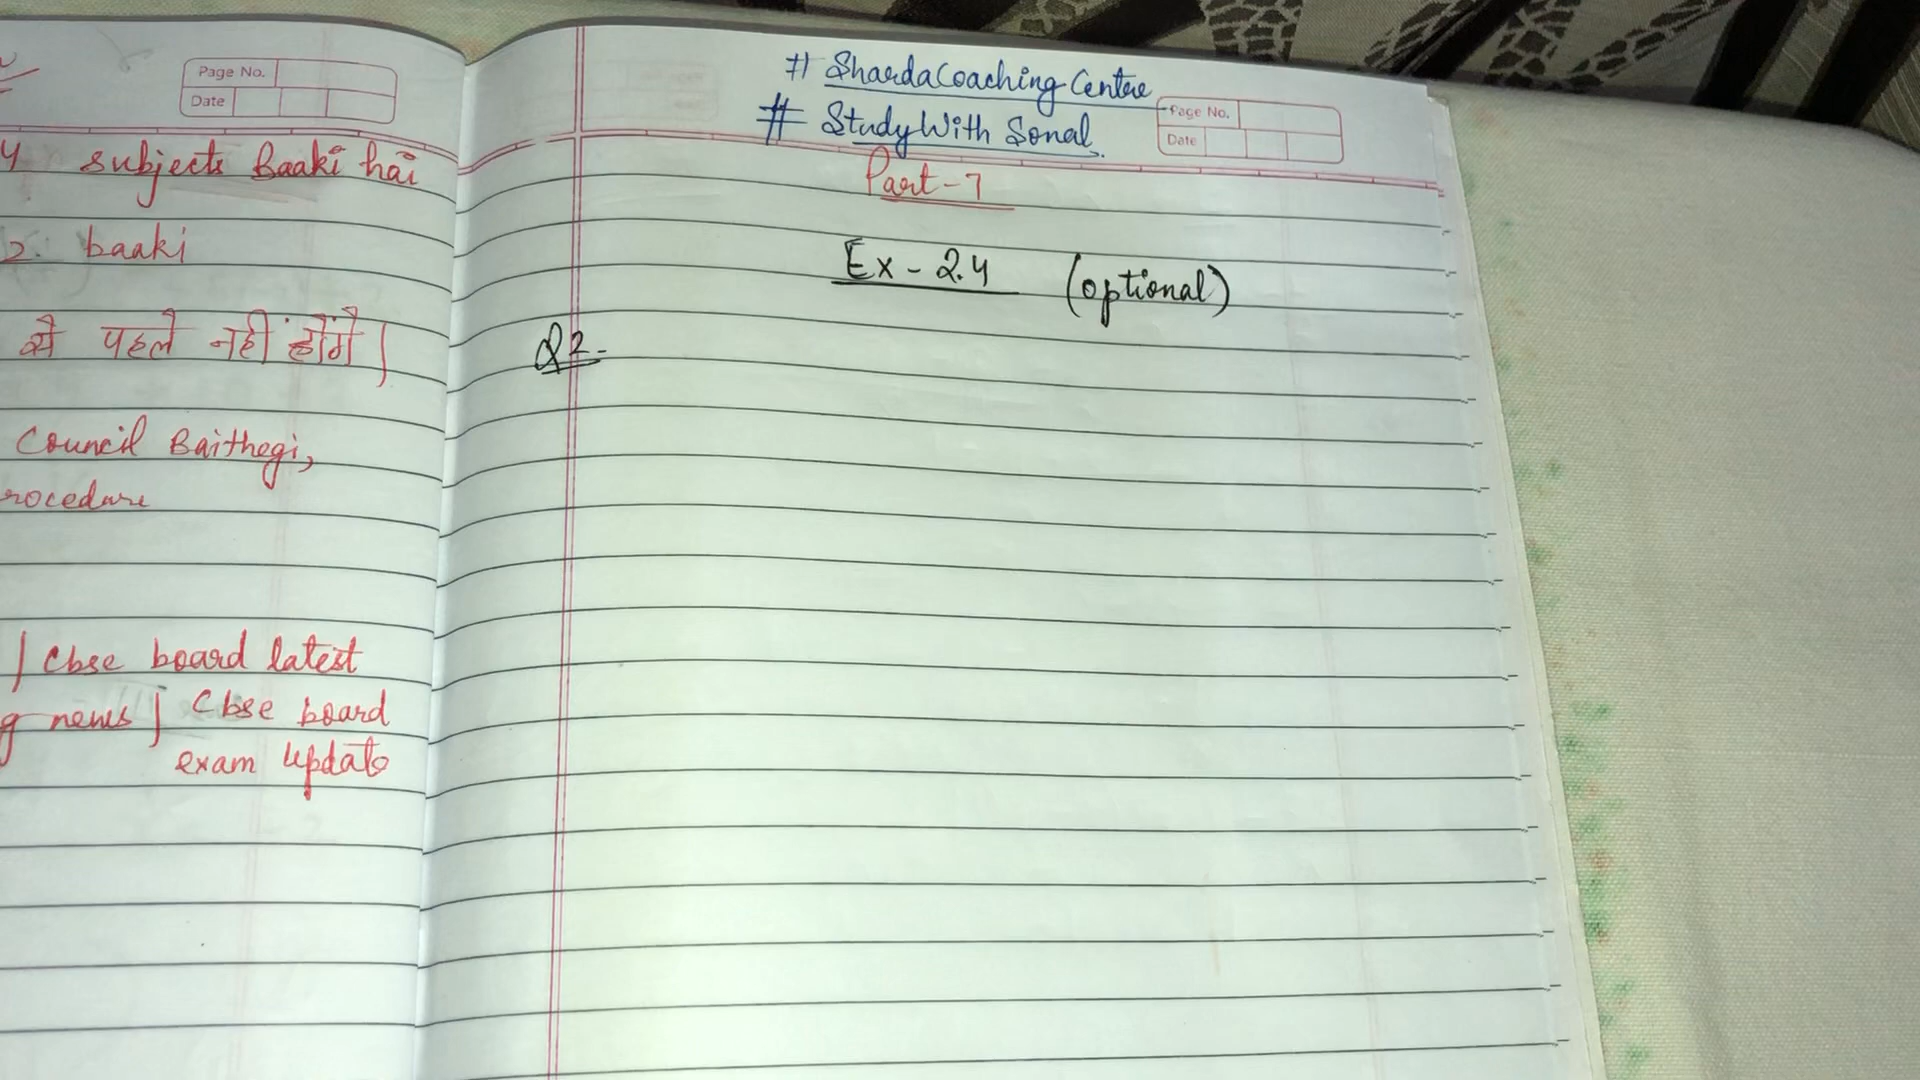 Page No.
Date
4 subjects Baaki hai
2. baaki
से पहले नही होंगे |
Council Baithegi,
rocedure
| Cbse board latest
g news | Cbse board
exam update
# ShardaCoaching Centre
# StudyWith Sonal.
Page No.
Date
Part-7
Ex-2.4 (optional)
Q2-